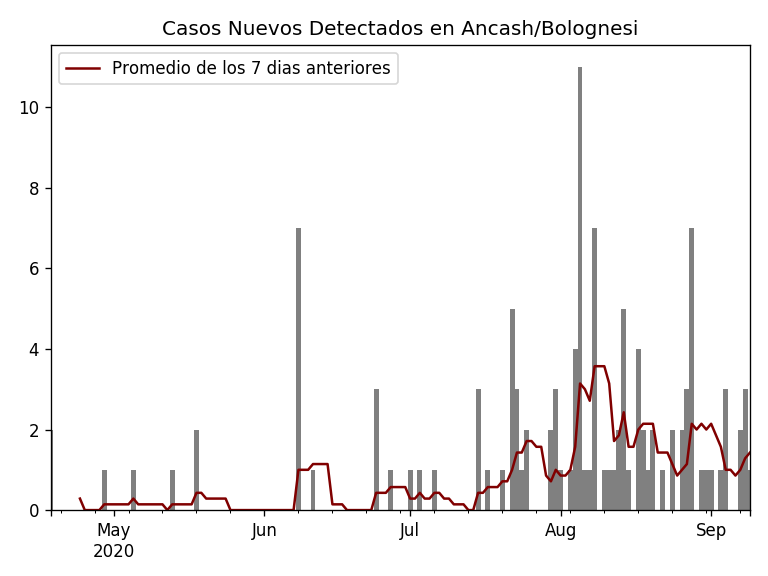 Casos Nuevos Detectados en Ancash/Bolognesi
Promedio de los 7 dias anteriores
10
8
6
4
2
0
May Jun Jul Aug Sep
2020